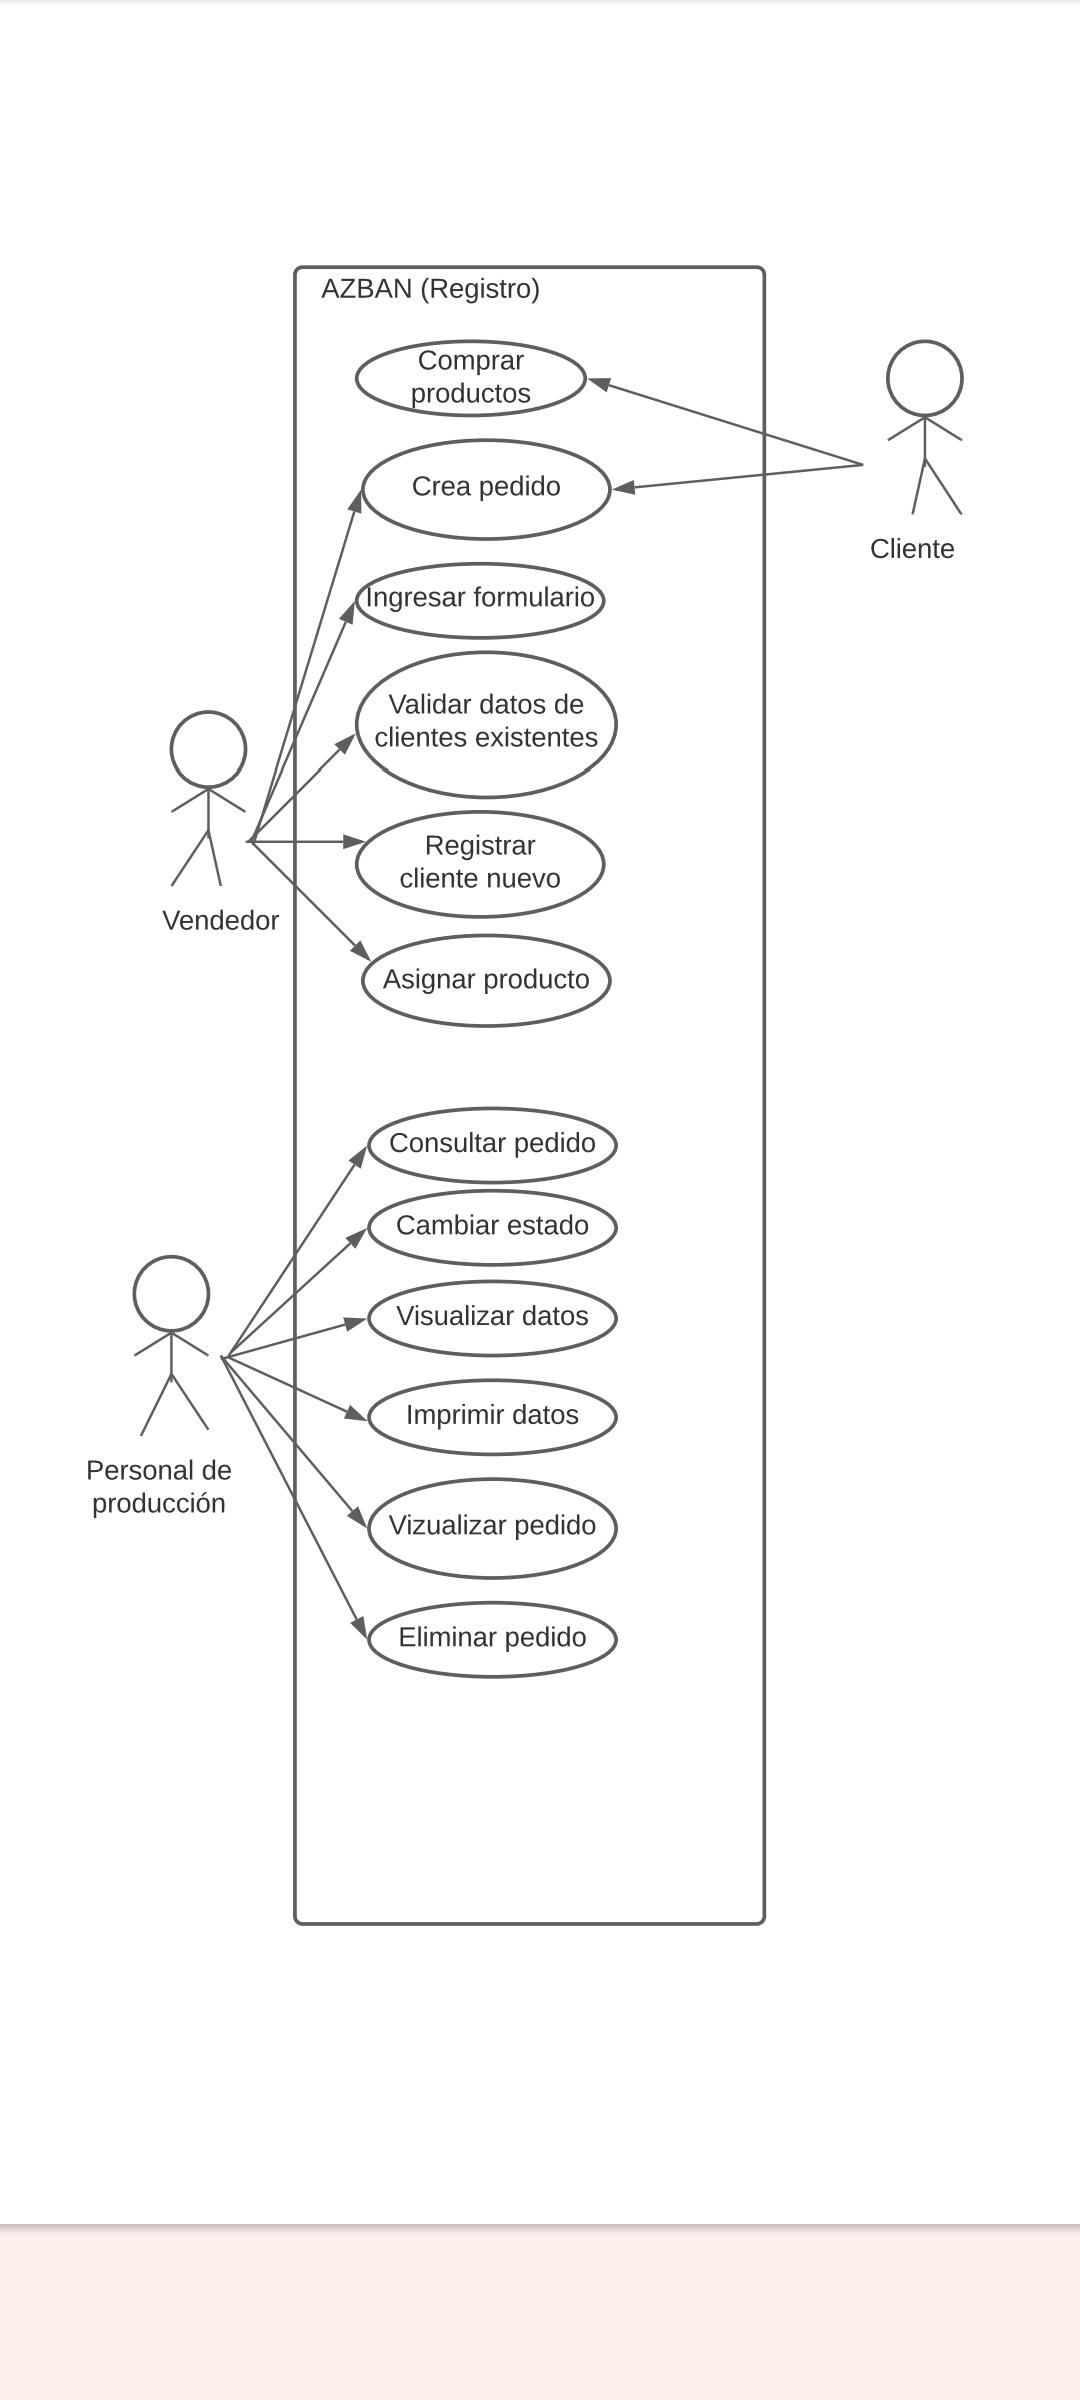 AZBAN (Registro)
Comprar
productos
Crea pedido
Cliente
Ingresar formulario
Validar datos de
clientes existentes
Registrar
cliente nuevo
Vendedor
Asignar producto
Consultar pedido
Cambiar estado
Visualizar datos
Imprimir datos
Personal de
producción
Vizualizar pedido
Eliminar pedido